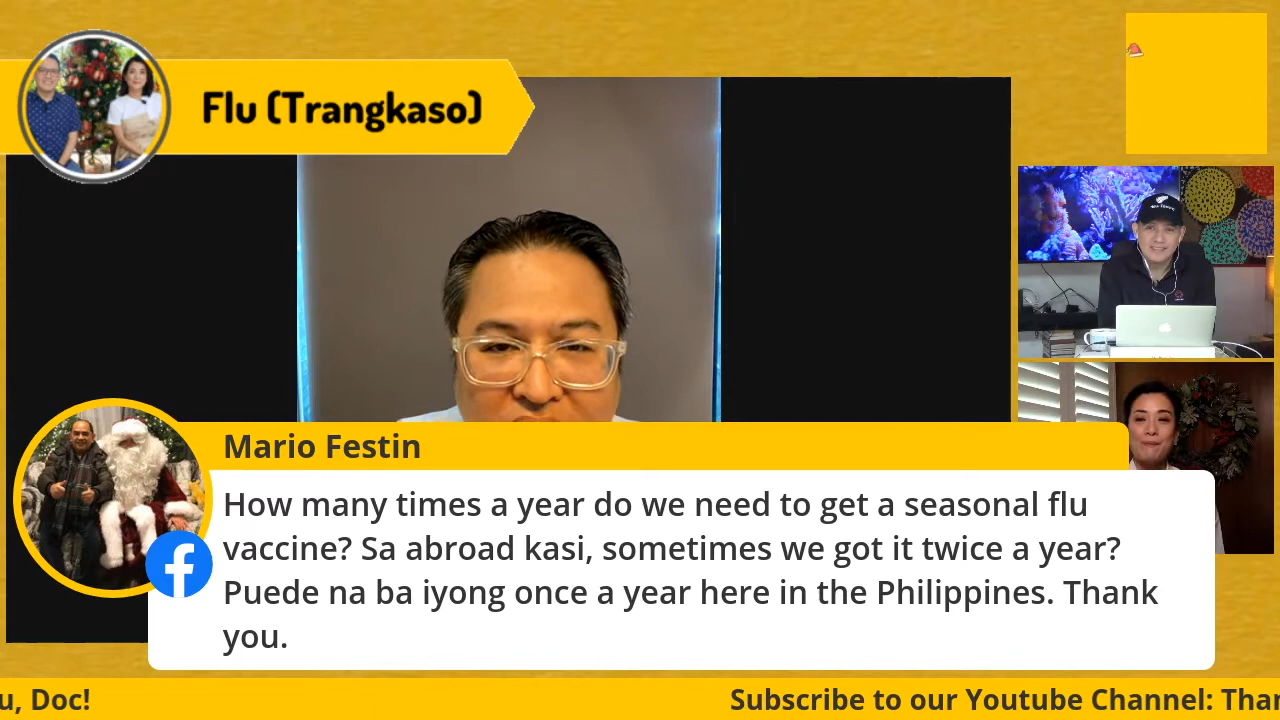 Flu (Trangkaso)
Mario Festin
How many times a year do we need to get a seasonal flu
vaccine? Sa abroad kasi, sometimes we got it twice a year?
Puede na ba iyong once a year here in the Philippines. Thank
you.
u, Doc!
Subscribe to our Youtube Channel: Than